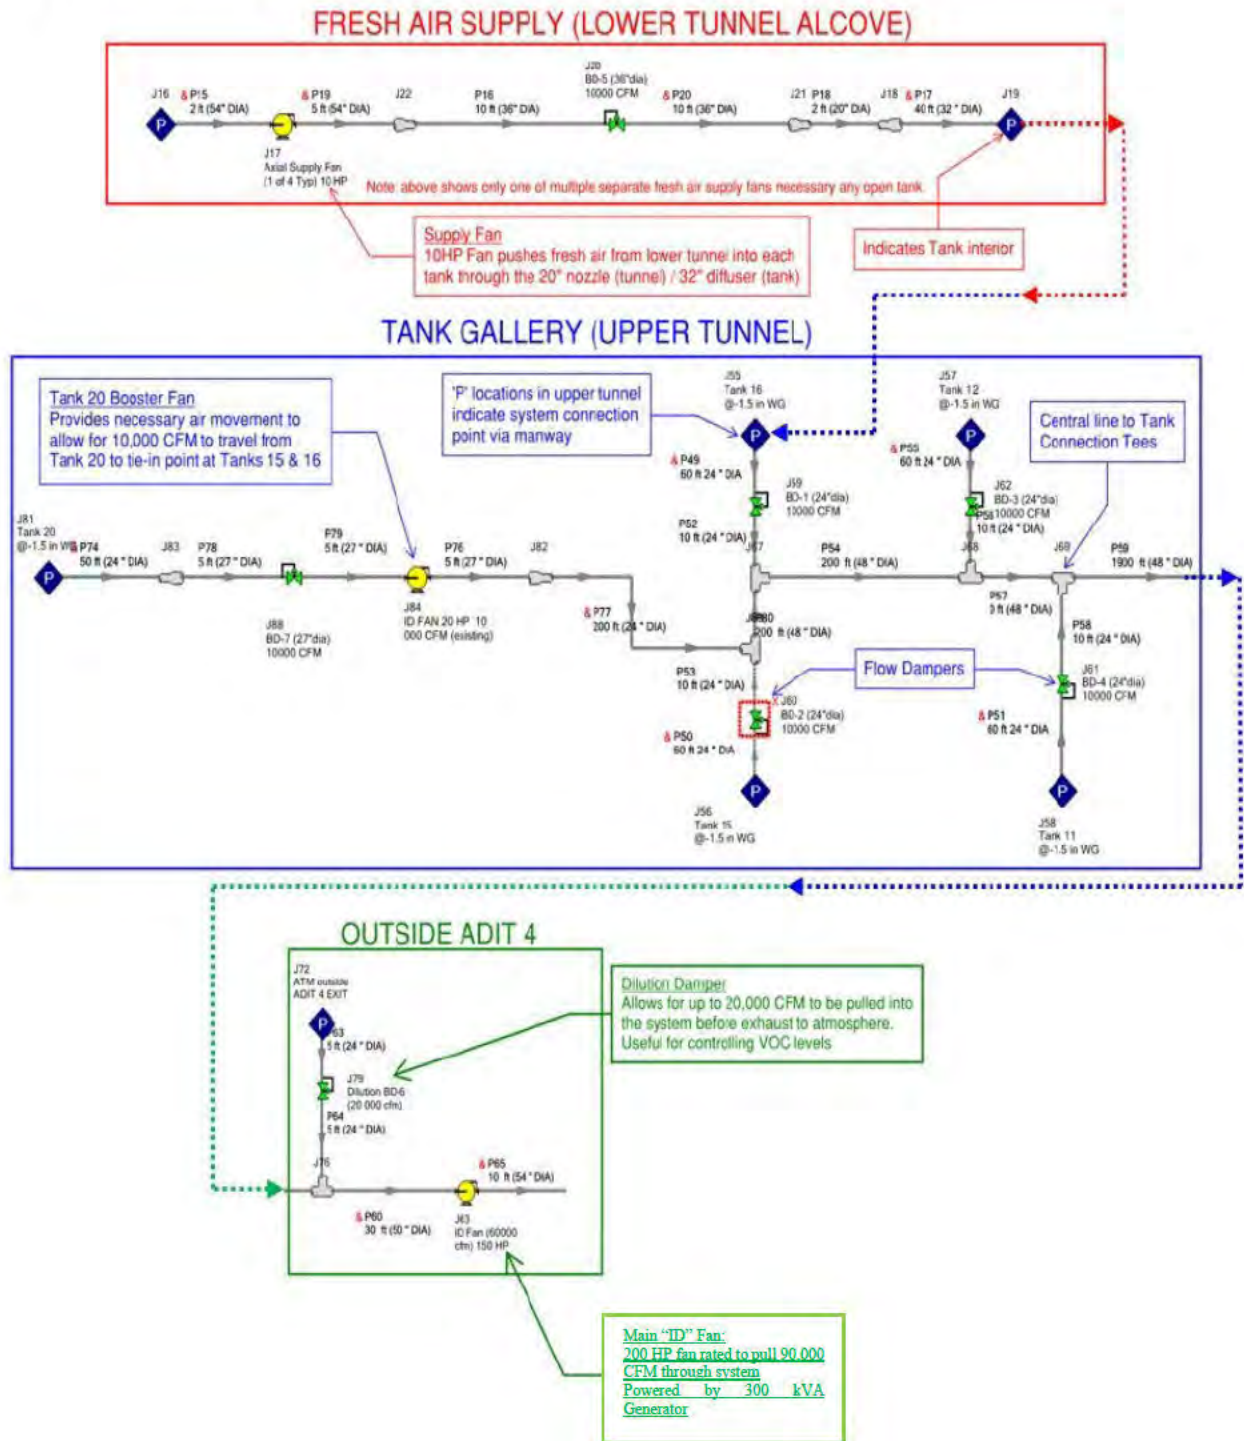 FRESH AIR SUPPLY (LOWER TUNNEL ALCOVE)
J16
& P15
2 ft (54" DIA)
& P19
5 ft (54" DIA)
J22
P16
10 ft (36" DIA)
J20
BD-5 (36"dia)
10000 CFM
& P20
10 ft (36" DIA)
J21
P18
2 ft (20" DIA)
J18
& P17
40 ft (32 " DIA)
J19
P
P
J17
Axial Supply Fan
(1 of 4 Typ) 10 HP
Note: above shows only one of multiple separate fresh air supply fans necessary any open tank
Supply Fan
10HP Fan pushes fresh air from lower tunnel into each
tank through the 20" nozzle (tunnel) / 32" diffuser (tank)
Indicates Tank interior
TANK GALLERY (UPPER TUNNEL)
Tank 20 Booster Fan
Provides necessary air movement to
allow for 10,000 CFM to travel from
Tank 20 to tie-in point at Tanks 15 & 16
'P' locations in upper tunnel
indicate system connection
point via manway
J55
Tank 16
@-1.5 in WG
P
J57
Tank 12
@-1.5 in WG
P
Central line to Tank
Connection Tees
& P49
60 ft 24 " DIA
J59
BD-1 (24"dia)
10000 CFM
& P55
60 ft 24 " DIA
J62
BD-3 (24"dia)
10000 CFM
P56
10 ft (24 " DIA)
J81
Tank 20
@-1.5 in WG
P
& P74
50 ft (24 " DIA)
J83
P78
5 ft (27 " DIA)
P79
5 ft (27 " DIA)
P76
5 ft (27 " DIA)
J82
P52
10 ft (24 " DIA)
J67
P54
200 ft (48 " DIA)
J68
J69
P59
1900 ft (48 " DIA)
J88
BD-7 (27"dia)
10000 CFM
J84
ID FAN 20 HP 10
000 CFM (existing)
& P77
200 ft (24 " DIA)
200 ft (48 " DIA)
P57
(48 " DIA)
P58
10 ft (24 " DIA)
P53
10 ft (24 " DIA)
Flow Dampers
J61
BD-4 (24"dia)
10000 CFM
X J60
BD-2 (24"dia)
10000 CFM
& P50
60 ft 24 " DIA
& P51
60 ft 24 " DIA
P
J56
Tank 15
@-1.5 in WG
P
J58
Tank 11
@-1.5 in WG
OUTSIDE ADIT 4
J72
ATM outside
ADIT 4 EXIT
P
P63
5 ft (24 " DIA)
Dilution Damper
Allows for up to 20,000 CFM to be pulled into
the system before exhaust to atmosphere.
Useful for controlling VOC levels
J79
Dilution BD-6
(20 000 cfm)
P64
5 ft (24 " DIA)
J76
& P65
10 ft (54 " DIA)
& P60
30 ft (50 " DIA)
J63
ID Fan (60000
cfm) 150 HP
Main “ID” Fan:
200 HP fan rated to pull 90,000
CFM through system
Powered by 300 kVA
Generator